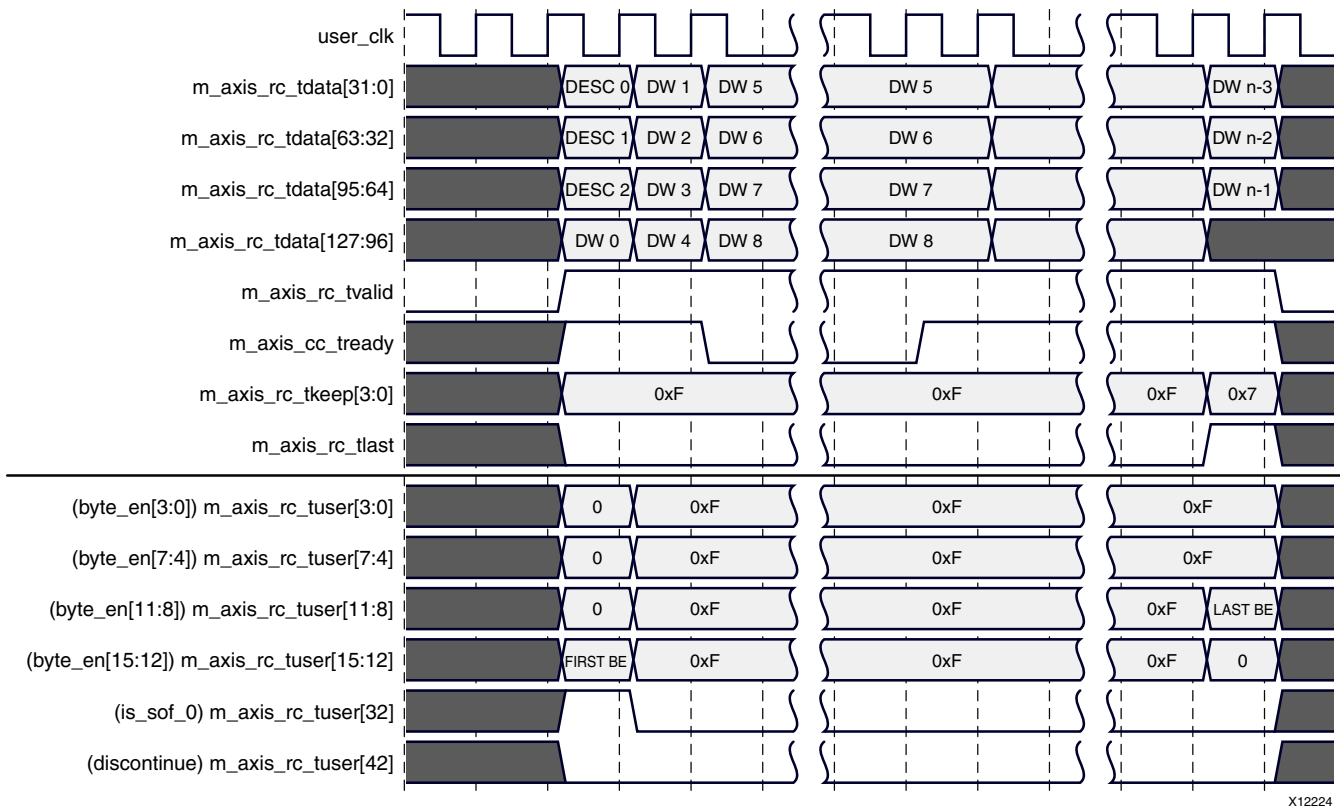 user_clk
m_axis_rc_tdata[31:0] DESC 0 DW 1 DW 5 DW 5 DW n-3
m_axis_rc_tdata[63:32] DESC 1 DW 2 DW 6 DW 6 DW n-2
m_axis_rc_tdata[95:64] DESC 2 DW 3 DW 7 DW 7 DW n-1
m_axis_rc_tdata[127:96] DW 0 DW 4 DW 8 DW 8
m_axis_rc_tvalid
m_axis_cc_tready
m_axis_rc_tkeep[3:0] 0xF 0xF 0xF 0x7
m_axis_rc_tlast
(byte_en[3:0]) m_axis_rc_tuser[3:0] 0 0xF 0xF 0xF
(byte_en[7:4]) m_axis_rc_tuser[7:4] 0 0xF 0xF 0xF
(byte_en[11:8]) m_axis_rc_tuser[11:8] 0 0xF 0xF 0xF LAST BE
(byte_en[15:12]) m_axis_rc_tuser[15:12] FIRST BE 0xF 0xF 0xF 0
(is_sof_0) m_axis_rc_tuser[32]
(discontinue) m_axis_rc_tuser[42]
X12224